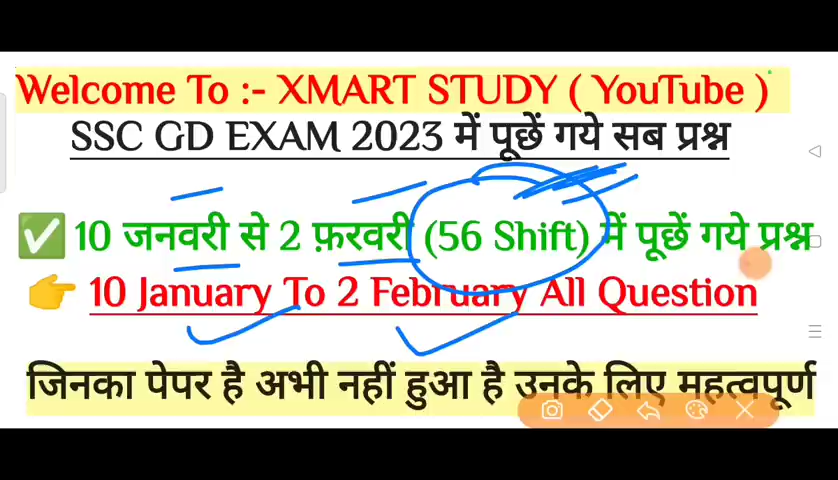 Welcome To :- XMART STUDY ( YouTube )
SSC GD EXAM 2023 में पूछें गये सब प्रश्न
✅ 10 जनवरी से 2 फ़रवरी (56 Shift) में पूछें गये प्रश्न
👉 10 January To 2 February All Question
जिनका पेपर है अभी नहीं हुआ है उनके लिए महत्वपूर्ण